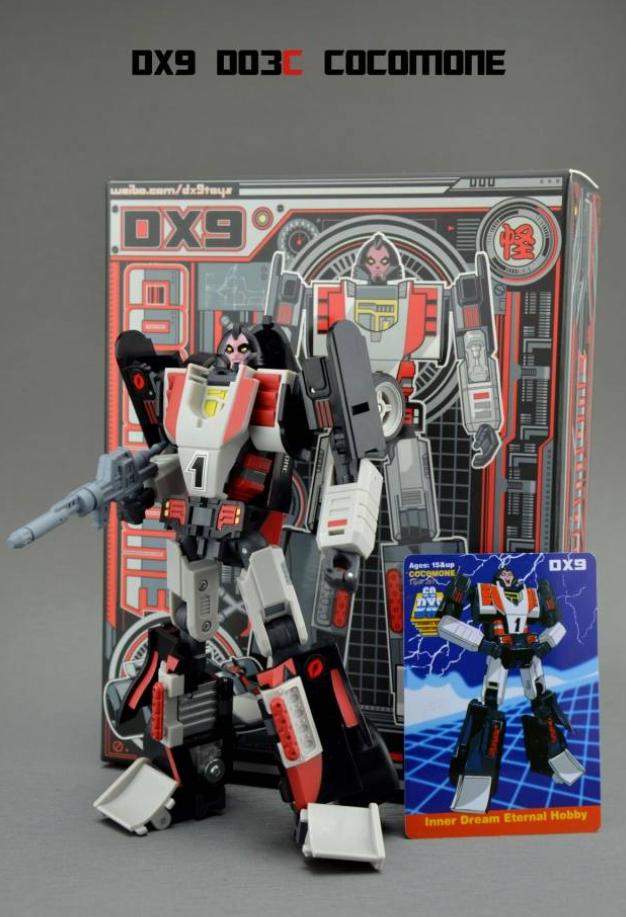 DX9 D03C COCOMONE
weibo.com/dx9toys
DX9
怪
1
Ages: 15&up
COCOMONE
DX9
1
Inner Dream Eternal Hobby